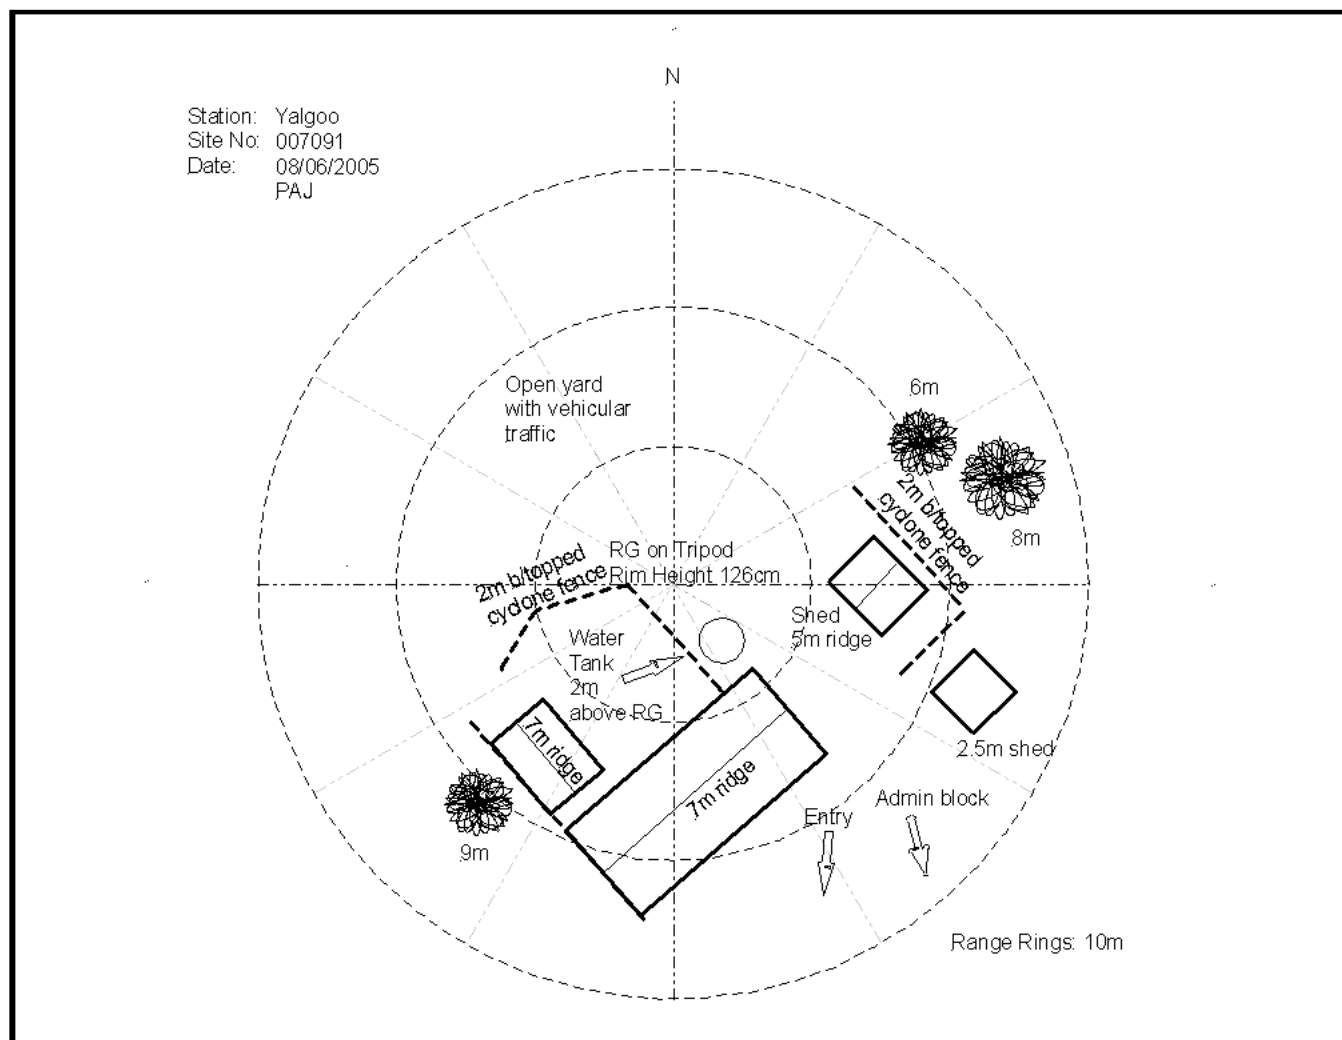 N
Station: Yalgoo
Site No: 007091
Date: 08/06/2005
PAJ
6m
Open yard
with vehicular
traffic
2m b/topped
cyclone fence
8m
RG on Tripod
Rim Height 126cm
2m b/topped
cyclone fence
Shed
5m ridge
Water
Tank
2m
above RG
7m ridge
7m ridge
2.5m shed
Admin block
Entry
9m
Range Rings: 10m